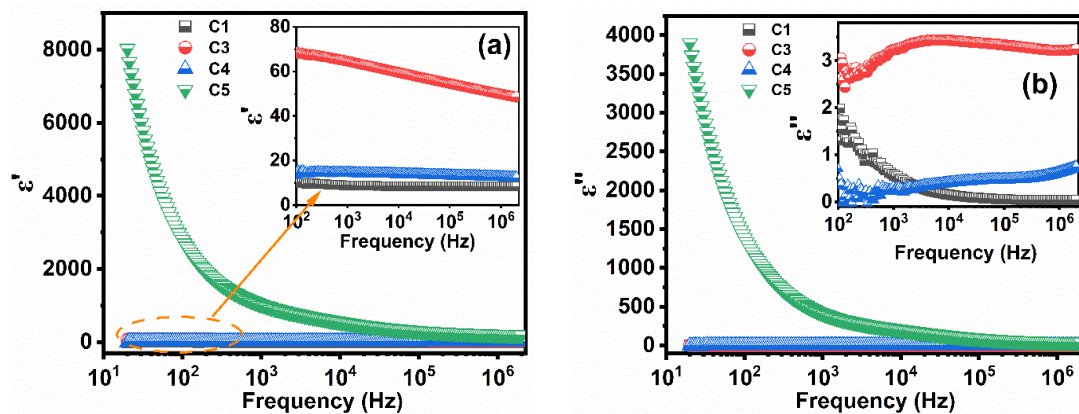 8000
6000
4000
2000
0
ε'
C1
C3
C4
C5
(a)
80
60
40
20
0
ε'
10² 10³ 10⁴ 10⁵ 10⁶
Frequency (Hz)
10¹ 10² 10³ 10⁴ 10⁵ 10⁶
Frequency (Hz)
4000
3500
3000
2500
2000
1500
1000
500
0
ε''
C1
C3
C4
C5
(b)
3
2
1
0
ε''
10² 10³ 10⁴ 10⁵ 10⁶
Frequency (Hz)
10¹ 10² 10³ 10⁴ 10⁵ 10⁶
Frequency (Hz)